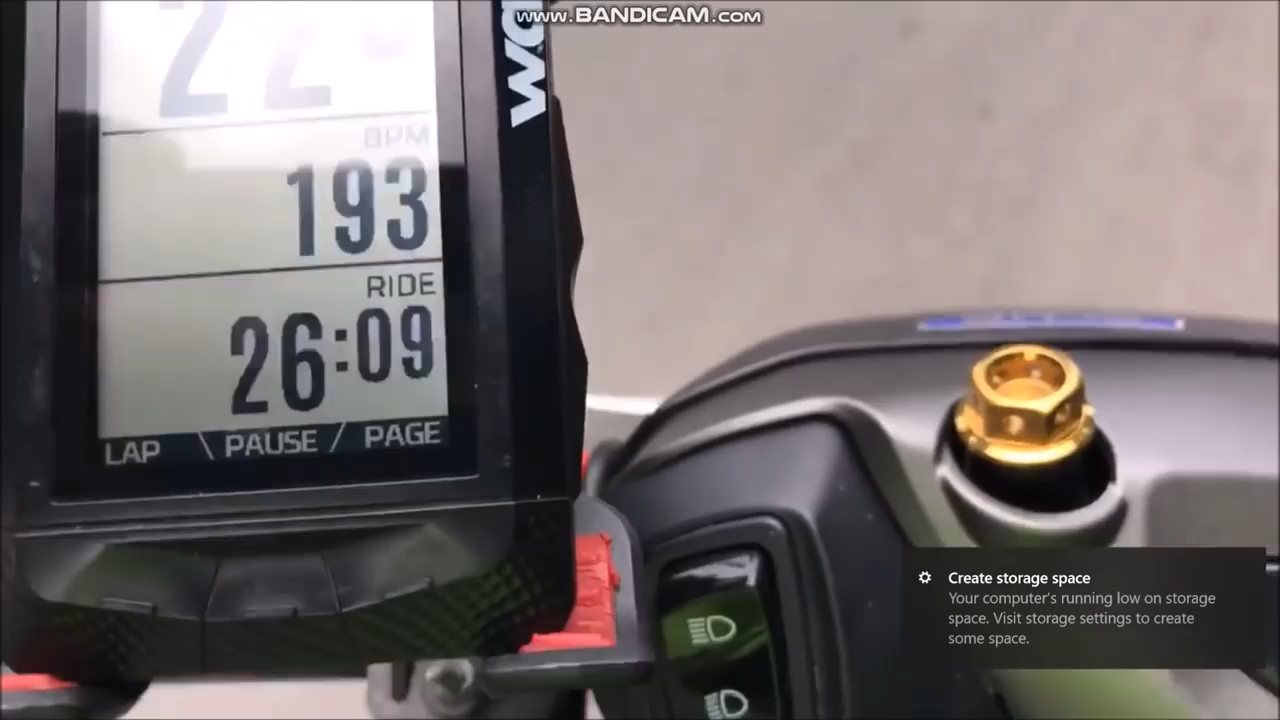 www.BANDICAM.com
22
BPM
193
RIDE
26:09
LAP \ PAUSE / PAGE
Create storage space
Your computer's running low on storage
space. Visit storage settings to create
some space.